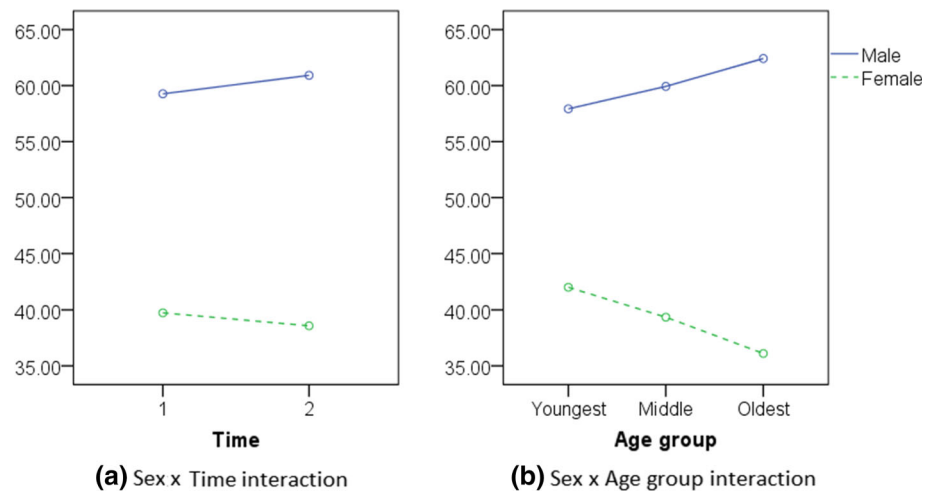 65.00
60.00
55.00
50.00
45.00
40.00
35.00
1 2
Time
(a) Sex x Time interaction
65.00
60.00
55.00
50.00
45.00
40.00
35.00
Youngest Middle Oldest
Age group
(b) Sex x Age group interaction
Male
Female